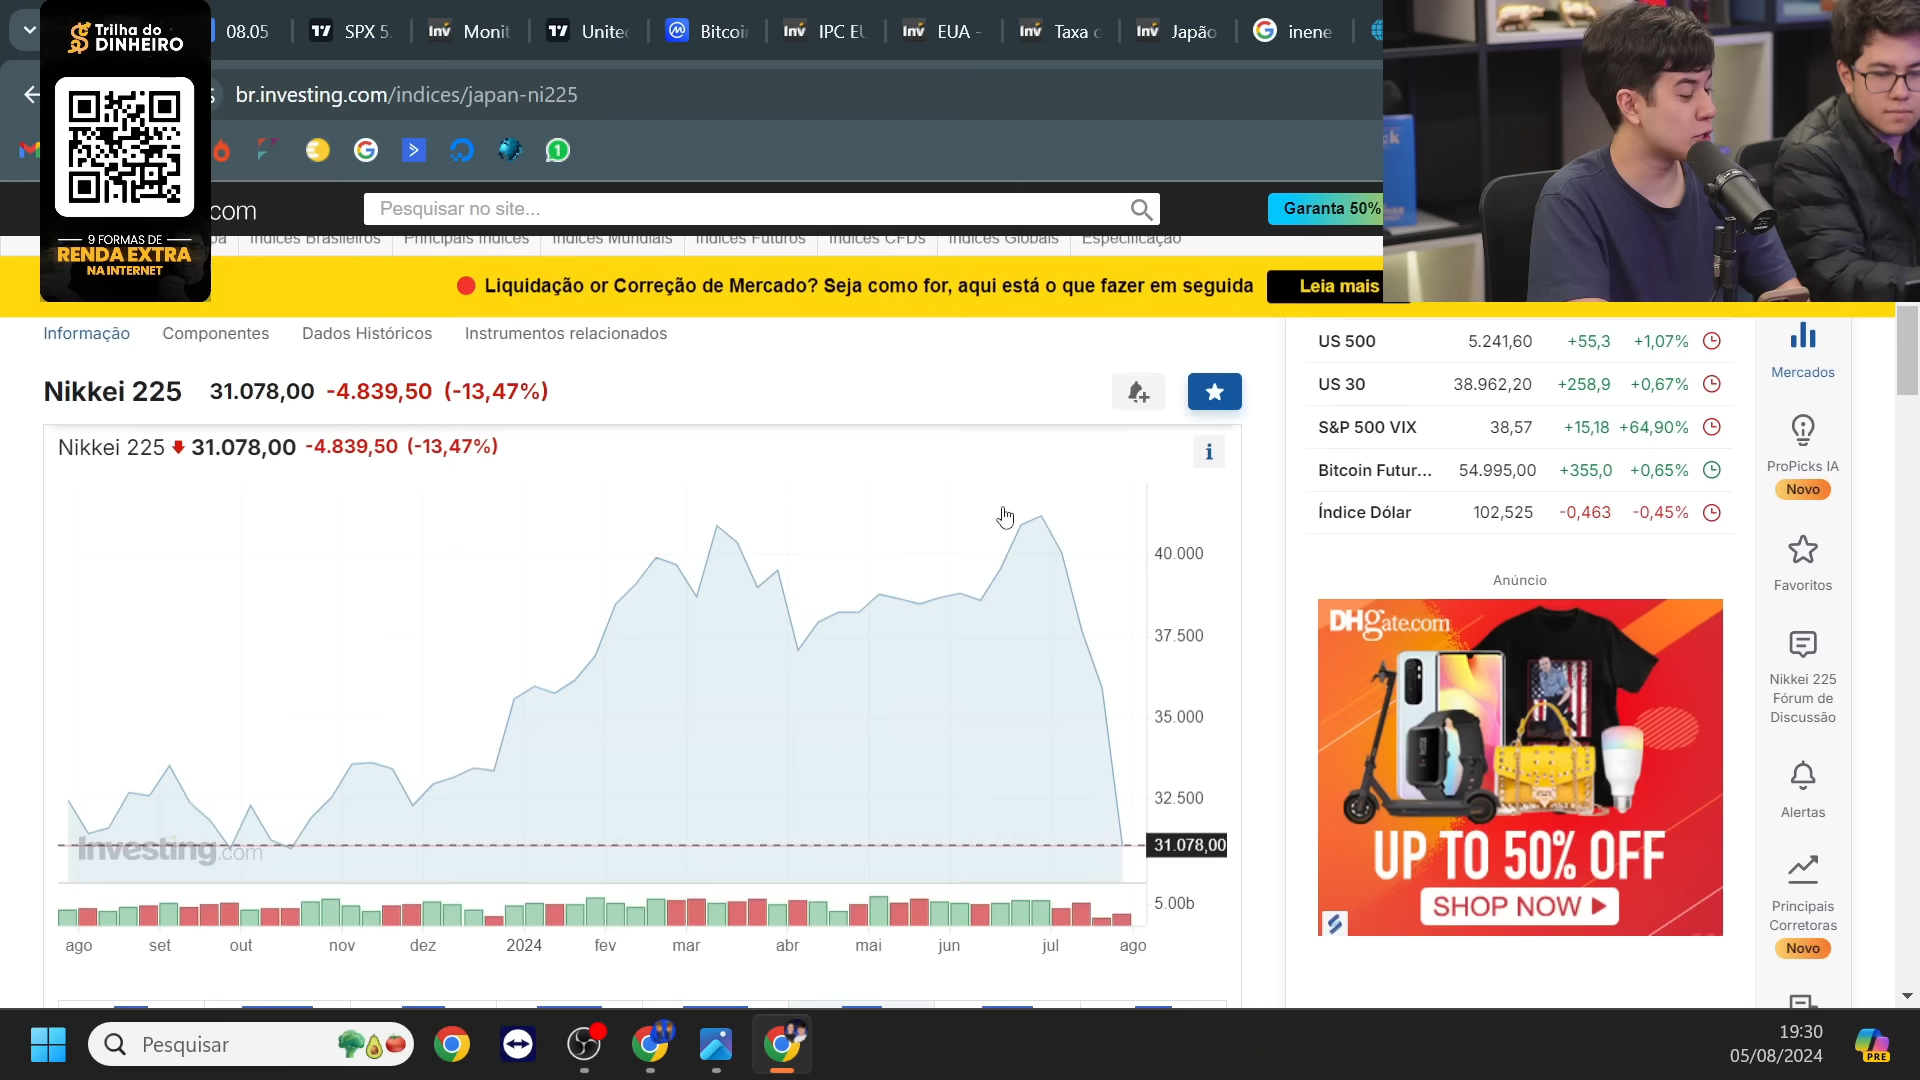 Trilha do
DINHEIRO
9 FORMAS DE
RENDA EXTRA
NA INTERNET
08.05
SPX 5.
Monit
Unite
Bitcoi
IPC EU
EUA -
Taxa
Japão
inene
br.investing.com/indices/japan-ni225
.com
Pesquisar no site...
Garanta 50%
Índices Brasileiros
Principais Índices
Índices Mundiais
Índices Futuros
Índices CFDs
Índices Globais
Especificação
Liquidação or Correção de Mercado? Seja como for, aqui está o que fazer em seguida
Leia mais
Informação
Componentes
Dados Históricos
Instrumentos relacionados
Nikkei 225 31.078,00 -4.839,50 (-13,47%)
Nikkei 225 31.078,00 -4.839,50 (-13,47%)
40.000
37.500
35.000
32.500
31.078,00
5.00b
Investing.com
ago set out nov dez 2024 fev mar abr mai jun jul ago
US 500 5.241,60 +55,3 +1,07%
US 30 38.962,20 +258,9 +0,67%
S&P 500 VIX 38,57 +15,18 +64,90%
Bitcoin Futur... 54.995,00 +355,0 +0,65%
Índice Dólar 102,525 -0,463 -0,45%
Anúncio
DHgate.com
UP TO 50% OFF
SHOP NOW
Mercados
ProPicks IA
Novo
Favoritos
Nikkei 225
Fórum de
Discussão
Alertas
Principais
Corretoras
Novo
Pesquisar
19:30
05/08/2024
PRE